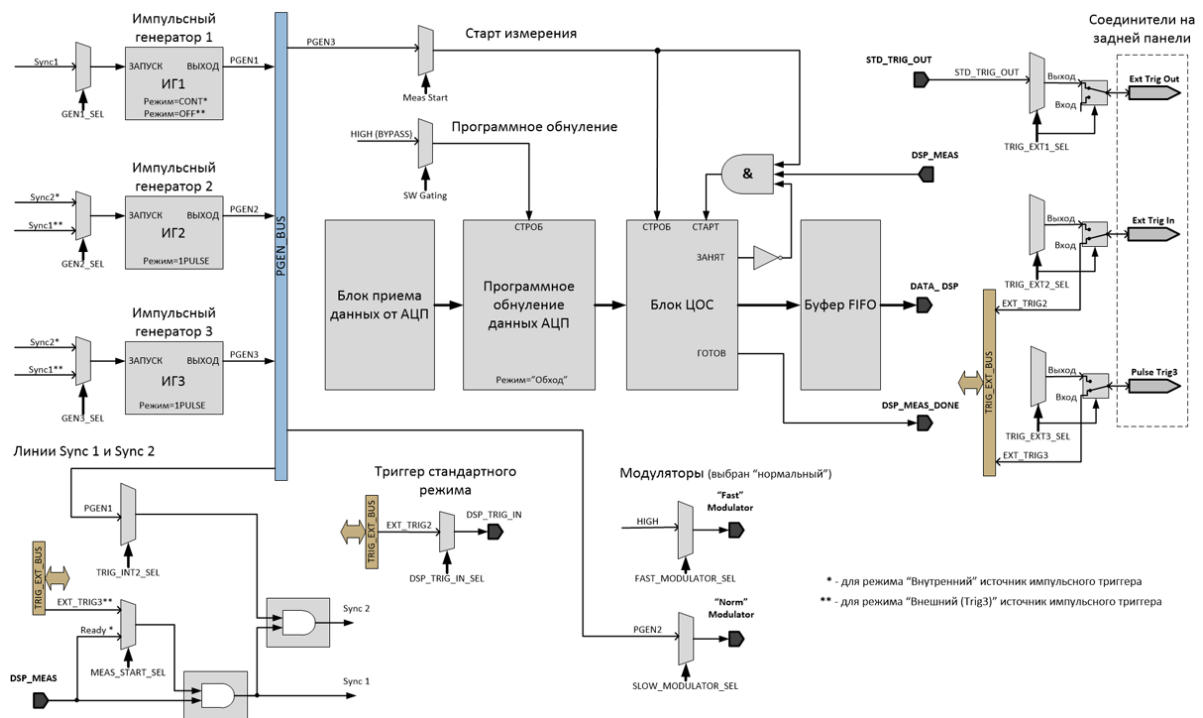 Импульсный
генератор 1
Sync1
GEN1_SEL
ЗАПУСК
ВЫХОД
ИГ1
Режим=CONT*
Режим=OFF**
PGEN1
Импульсный
генератор 2
Sync2*
Sync1**
GEN2_SEL
ЗАПУСК
ВЫХОД
ИГ2
Режим=1PULSE
PGEN2
Импульсный
генератор 3
Sync2*
Sync1**
GEN3_SEL
ЗАПУСК
ВЫХОД
ИГ3
Режим=1PULSE
PGEN3
PGEN_BUS
PGEN3
Старт измерения
Meas Start
Программное обнуление
HIGH (BYPASS)
SW Gating
&
DSP_MEAS
Блок приема
данных от АЦП
СТРОБ
Программное
обнуление
данных АЦП
Режим="Обход"
СТРОБ
СТАРТ
ЗАНЯТ
Блок ЦОС
ГОТОВ
Буфер FIFO
DATA_ DSP
DSP_MEAS_DONE
Соединители на
задней панели
STD_TRIG_OUT
STD_TRIG_OUT
Выход
Вход
Ext Trig Out
TRIG_EXT1_SEL
Выход
Вход
Ext Trig In
TRIG_EXT2_SEL
EXT_TRIG2
TRIG_EXT_BUS
Выход
Вход
Pulse Trig3
TRIG_EXT3_SEL
EXT_TRIG3
Линии Sync 1 и Sync 2
PGEN1
TRIG_INT2_SEL
TRIG_EXT_BUS
EXT_TRIG3**
Ready *
MEAS_START_SEL
DSP_MEAS
Sync 2
Sync 1
Триггер стандартного
режима
TRIG_EXT_BUS
EXT_TRIG2
DSP_TRIG_IN
DSP_TRIG_IN_SEL
Модуляторы (выбран "нормальный")
HIGH
"Fast"
Modulator
FAST_MODULATOR_SEL
PGEN2
"Norm"
Modulator
SLOW_MODULATOR_SEL
* - для режима "Внутренний" источник импульсного триггера
** - для режима "Внешний (Trig3)" источник импульсного триггера